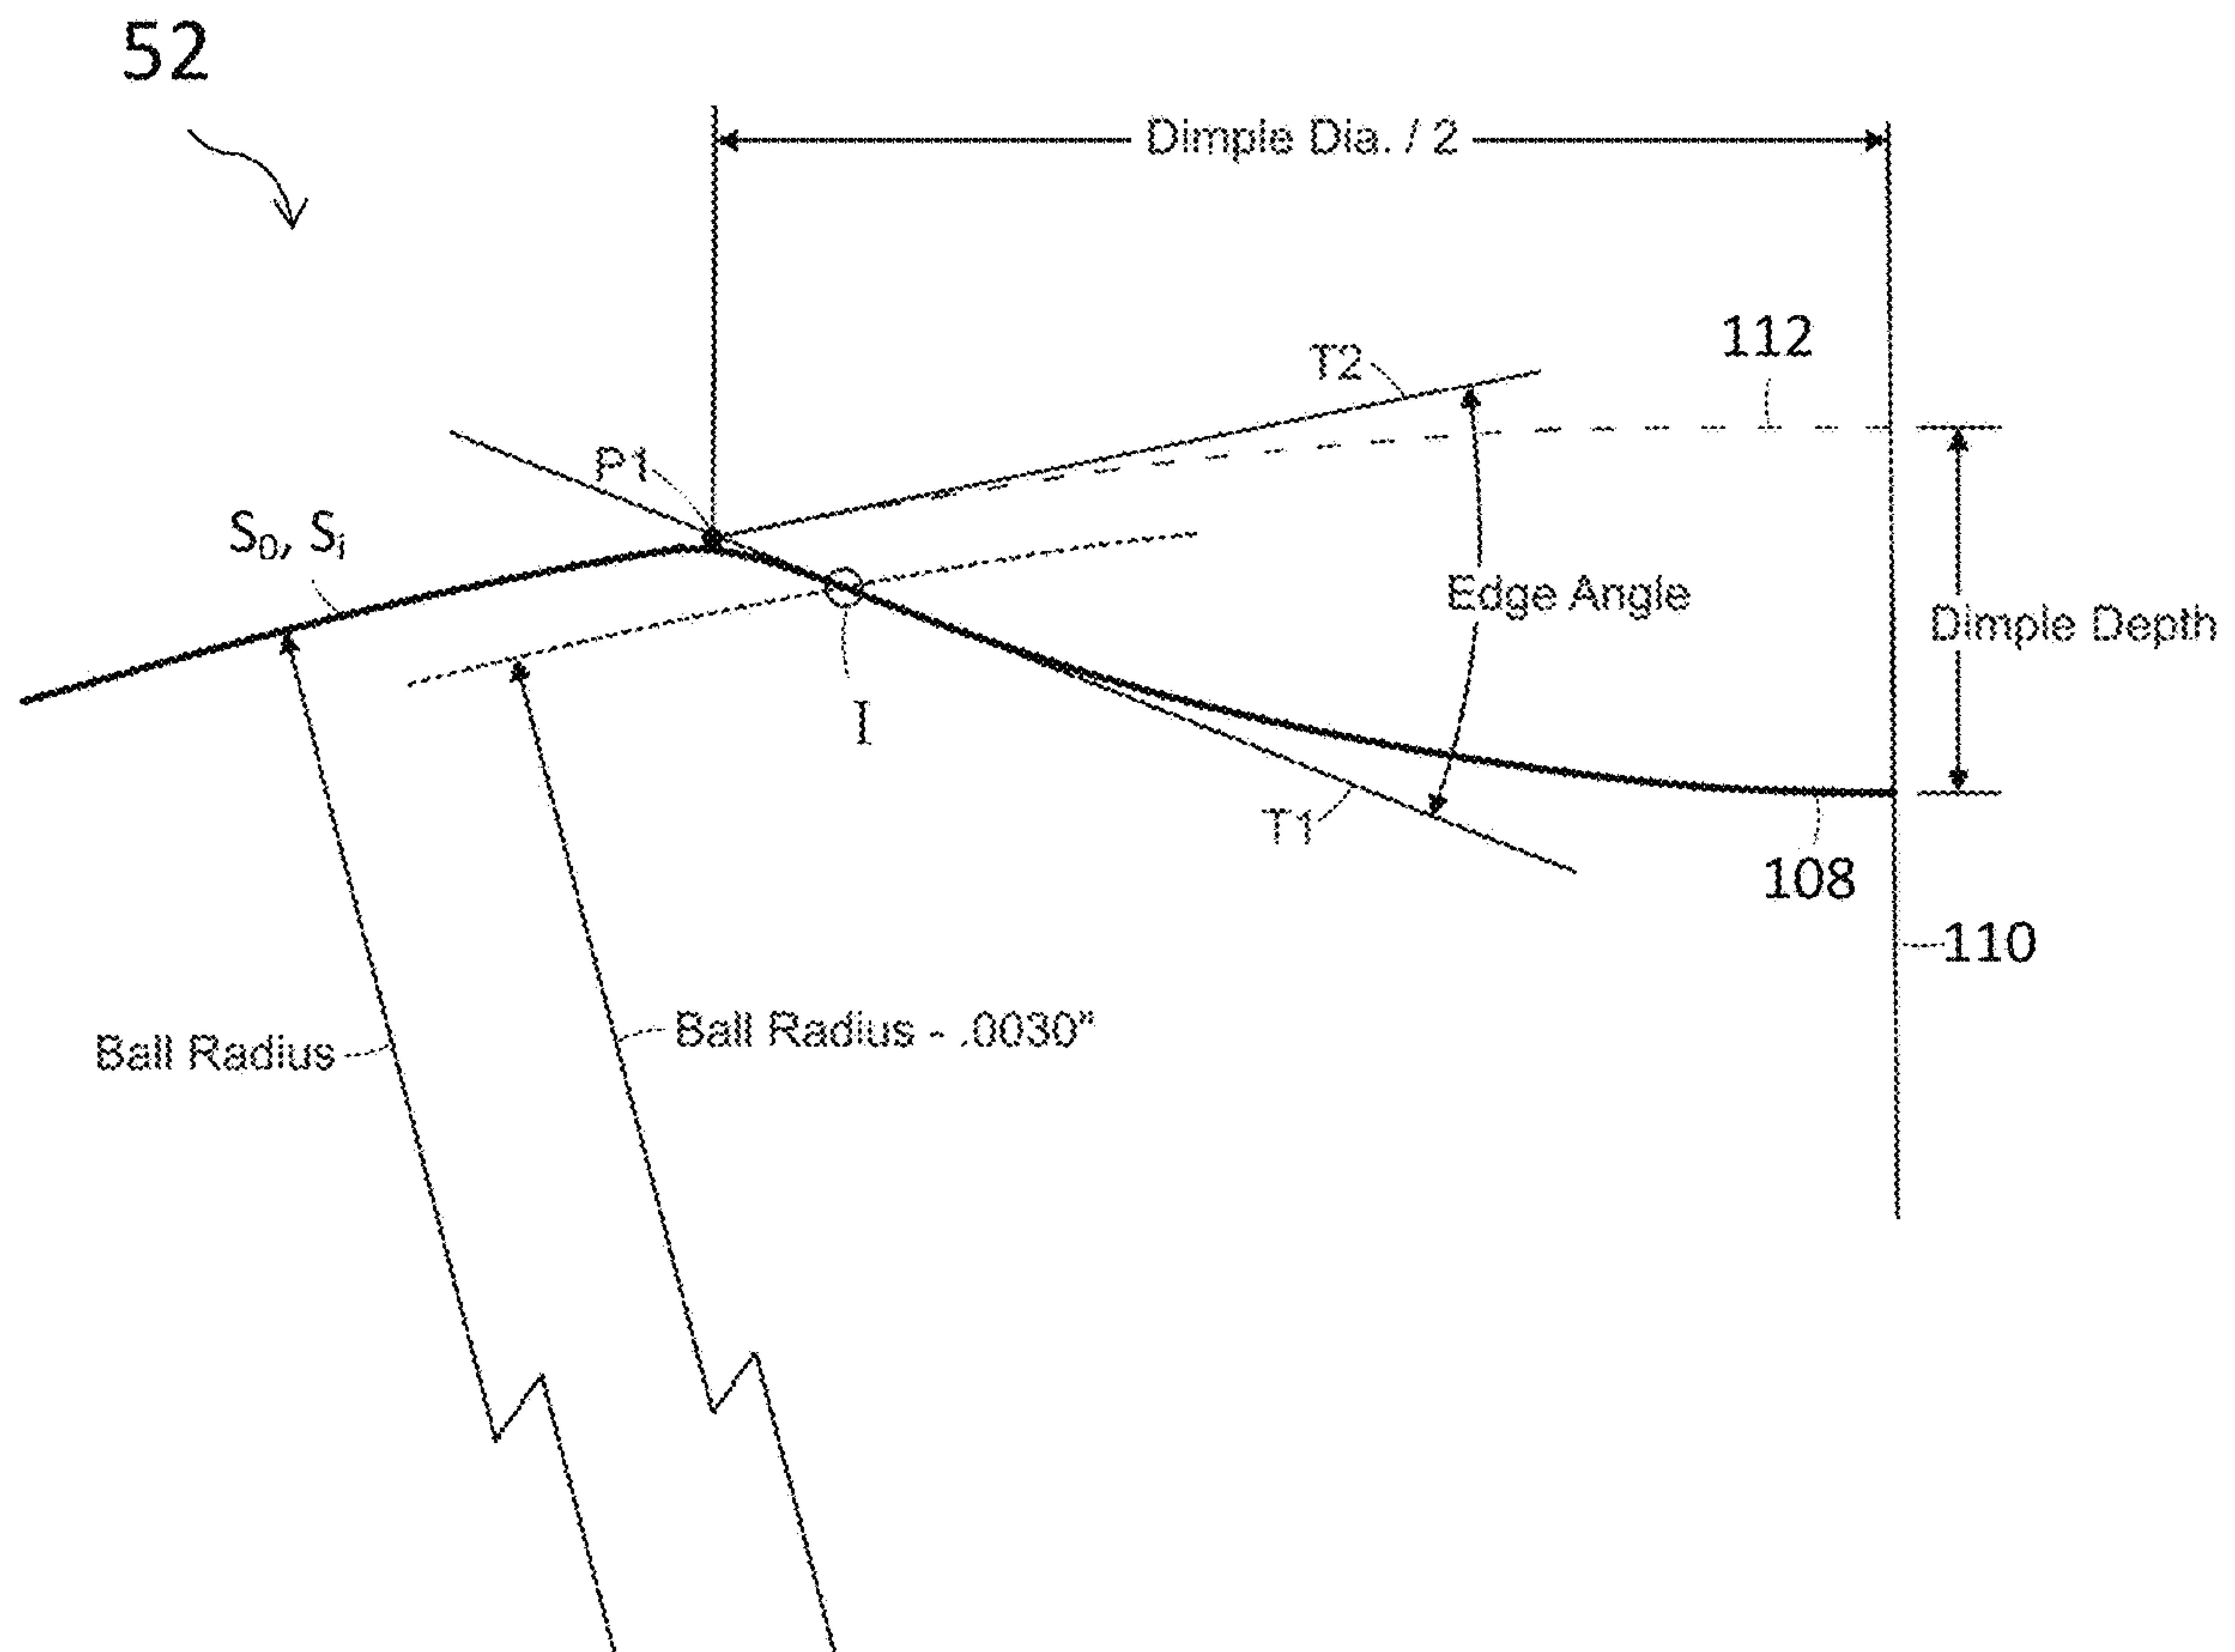 52
Dimple Dia. / 2
112
T2
P1
S₀, Sᵢ
Edge Angle
Dimple Depth
I
T1
108
110
Ball Radius - .0030"
Ball Radius